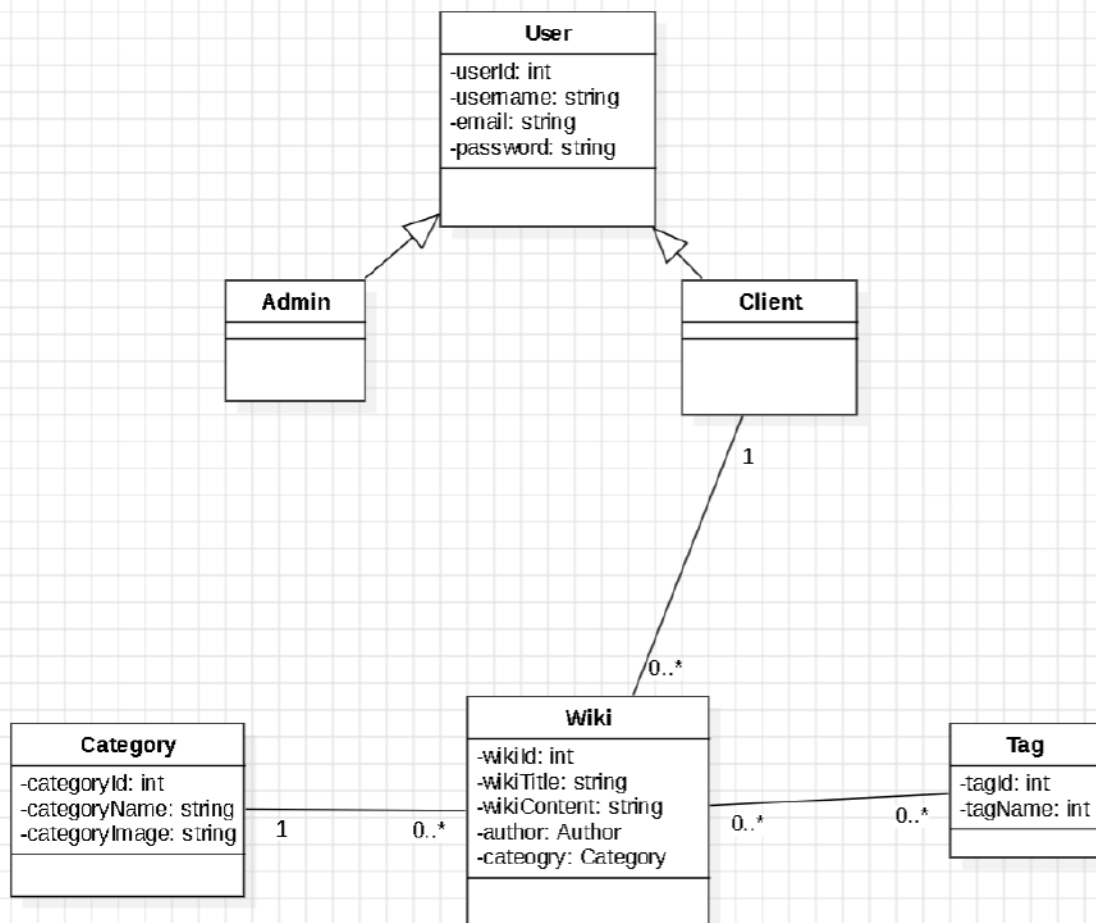 User
-userId: int
-username: string
-email: string
-password: string
Admin
Client
1
0..*
Category
-categoryId: int
-categoryName: string
-categoryImage: string
1
0..*
Wiki
-wikiId: int
-wikiTitle: string
-wikiContent: string
-author: Author
-cateogry: Category
0..*
0..*
Tag
-tagId: int
-tagName: int